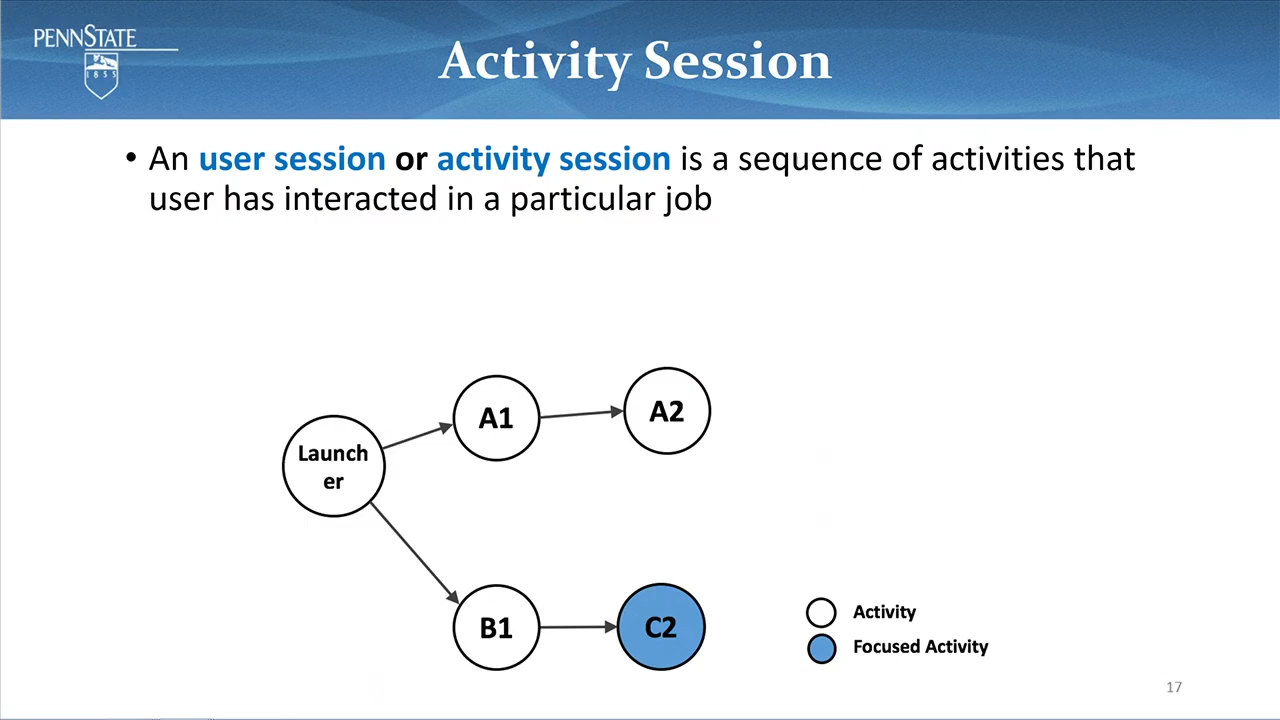 PENNSTATE
1855
Activity Session
• An user session or activity session is a sequence of activities that
user has interacted in a particular job
A1
A2
Launch
er
B1
C2
Activity
Focused Activity
17